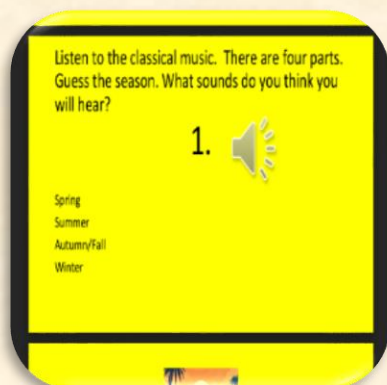 Listen to the classical music.  There are four parts.
Guess the season. What sounds do you think you
will hear?
1.
Spring
Summer
Autumn/Fall
Winter